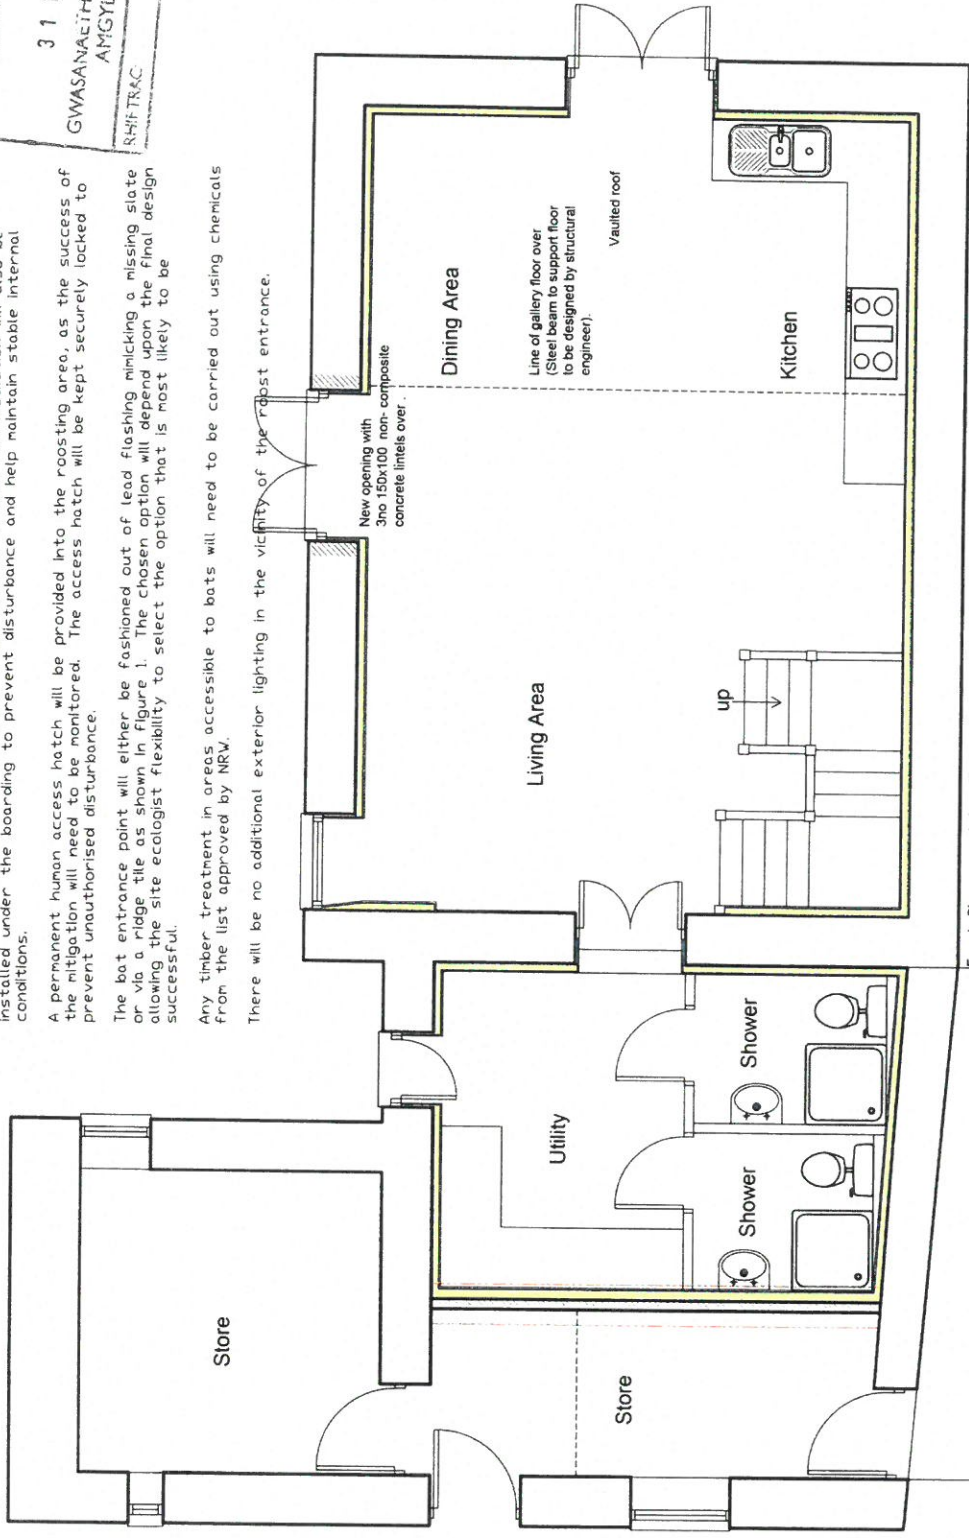 installed under the boarding to prevent disturbance and help maintain stable internal
conditions.
A permanent human access hatch will be provided into the roosting area, as the success of
the mitigation will need to be monitored. The access hatch will be kept securely locked to
prevent unauthorised disturbance.
The bat entrance point will either be fashioned out of lead flashing mimicking a missing slate
or via a ridge tile as shown in figure 1. The chosen option will depend upon the final design
allowing the site ecologist flexibility to select the option that is most likely to be
successful.
Any timber treatment in areas accessible to bats will need to be carried out using chemicals
from the list approved by NRW.
There will be no additional exterior lighting in the vicinity of the roost entrance.
3 1
GWASANAETH
RHIF TRAC
Store
Store
Utility
Shower
Shower
Living Area
up
New opening with
3no 150x100 non- composite
concrete lintels over .
Dining Area
Line of gallery floor over
(Steel beam to support floor
to be designed by structural
engineer).
Vaulted roof
Kitchen